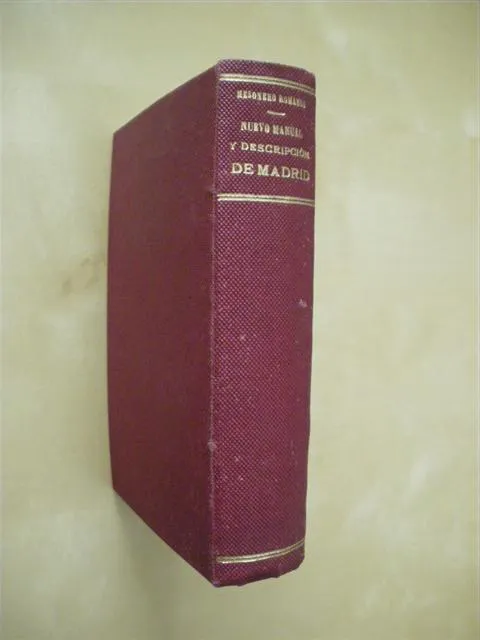 MESONERO ROMANOS
NUEVO MANUAL
Y DESCRIPCIÓN
DE MADRID